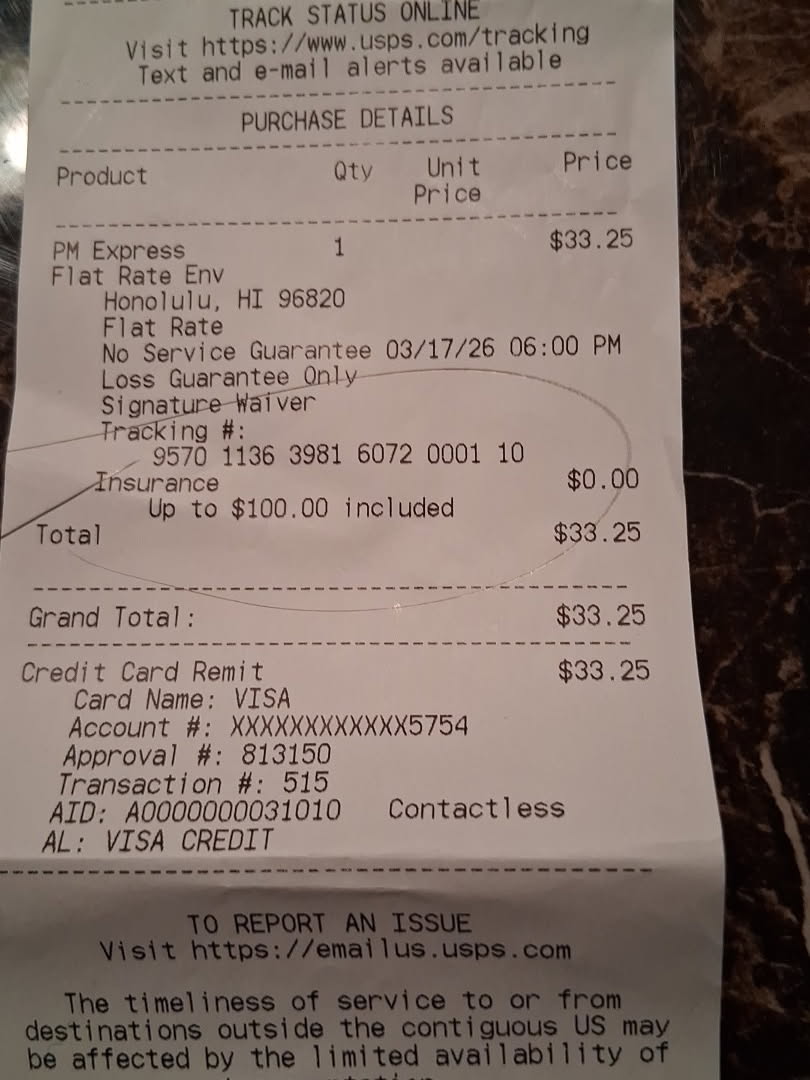 TRACK STATUS ONLINE
Visit https://www.usps.com/tracking
Text and e-mail alerts available
PURCHASE DETAILS
Product Qty Unit Price
Price
PM Express 1 $33.25
Flat Rate Env
Honolulu, HI 96820
Flat Rate
No Service Guarantee 03/17/26 06:00 PM
Loss Guarantee Only
Signature Waiver
Tracking #:
9570 1136 3981 6072 0001 10
Insurance $0.00
Up to $100.00 included
Total $33.25
Grand Total: $33.25
Credit Card Remit $33.25
Card Name: VISA
Account #: XXXXXXXXXXXX5754
Approval #: 813150
Transaction #: 515
AID: A0000000031010 Contactless
AL: VISA CREDIT
TO REPORT AN ISSUE
Visit https://emailus.usps.com
The timeliness of service to or from
destinations outside the contiguous US may
be affected by the limited availability of